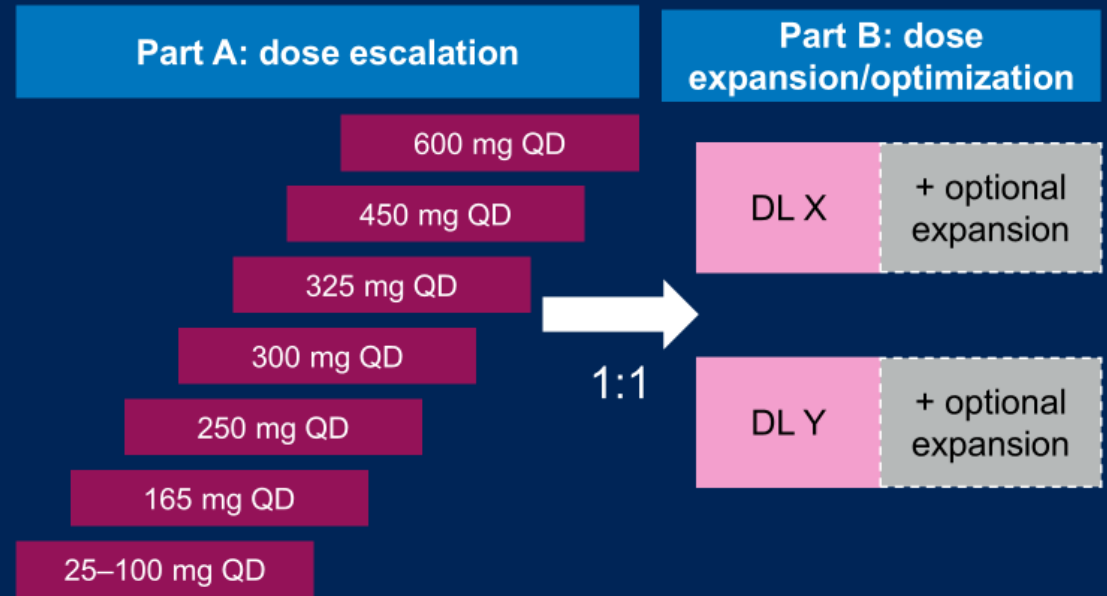 Part A: dose escalation
600 mg QD
450 mg QD
325 mg QD
300 mg QD
250 mg QD
165 mg QD
25–100 mg QD
1:1
Part B: dose
expansion/optimization
DL X
+ optional
expansion
DL Y
+ optional
expansion